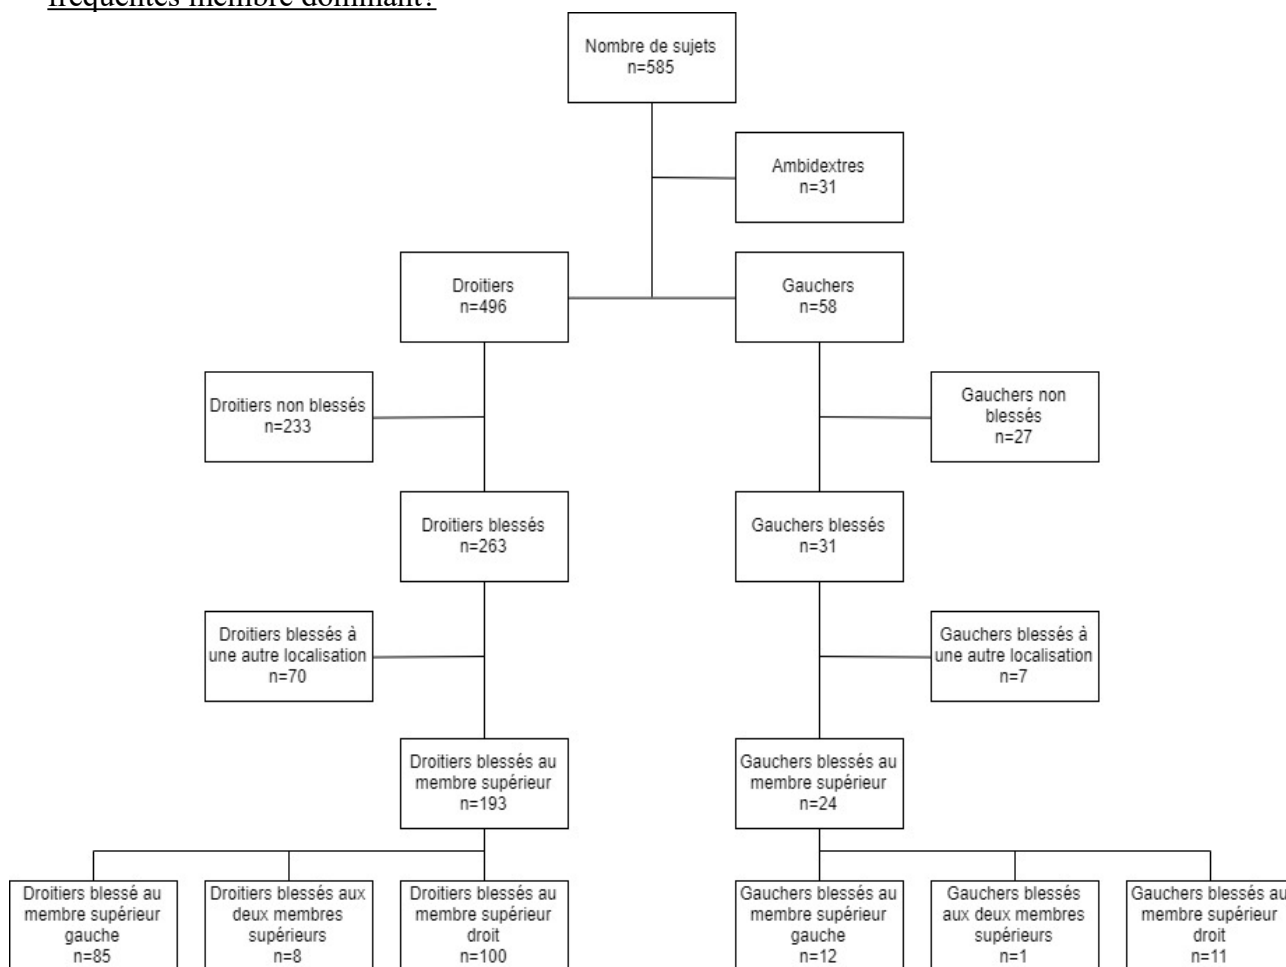 fréquentes membre dominant?
Nombre de sujets
n=585
Ambidextres
n=31
Droitiers
n=496
Gauchers
n=58
Droitiers non blessés
n=233
Gauchers non
blessés
n=27
Droitiers blessés
n=263
Gauchers blessés
n=31
Droitiers blessés à
une autre localisation
n=70
Gauchers blessés à
une autre localisation
n=7
Droitiers blessés au
membre supérieur
n=193
Gauchers blessés au
membre supérieur
n=24
Droitiers blessé au
membre supérieur
gauche
n=85
Droitiers blessés aux
deux membres
supérieurs
n=8
Droitiers blessés au
membre supérieur
droit
n=100
Gauchers blessés au
membre supérieur
gauche
n=12
Gauchers blessés
aux deux membres
supérieurs
n=1
Gauchers blessés au
membre supérieur
droit
n=11